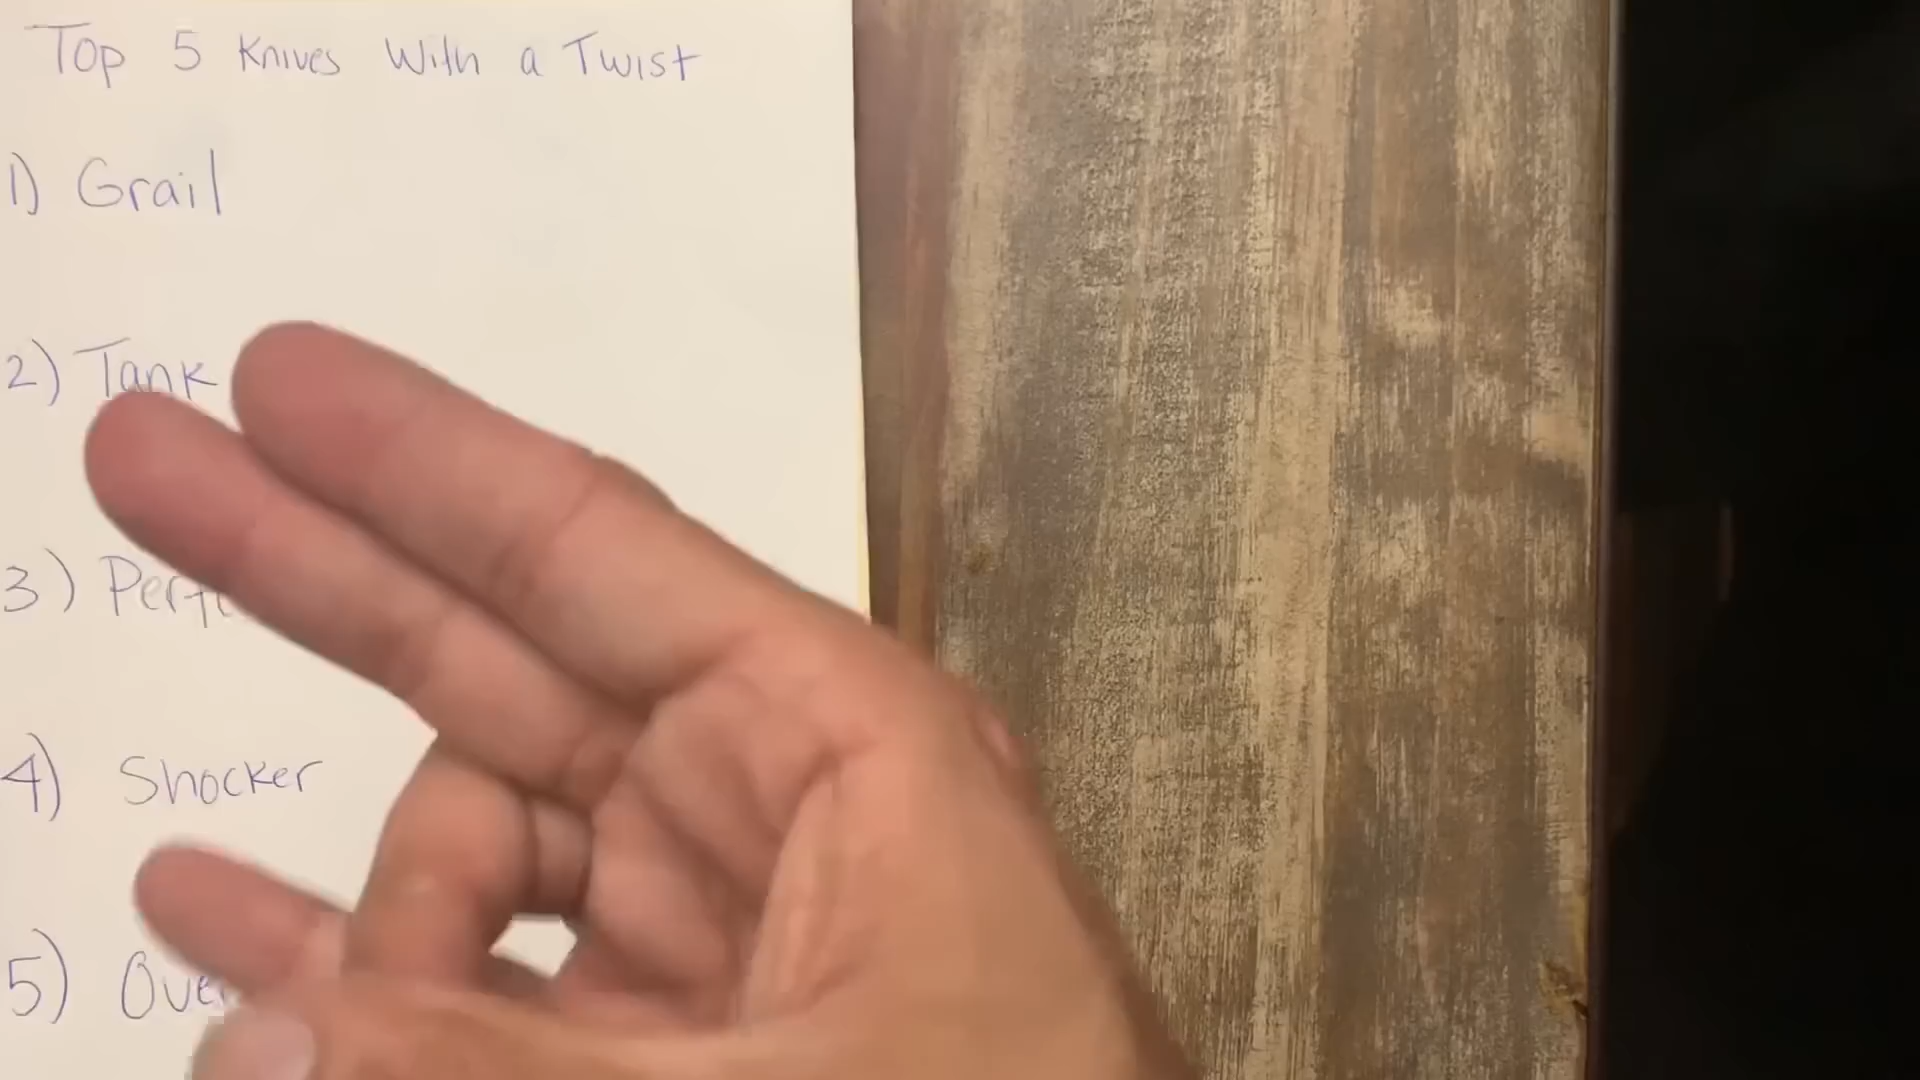 Top 5 Knives With a Twist
1) Grail
2) Tank
3)
4) Shocker
5)